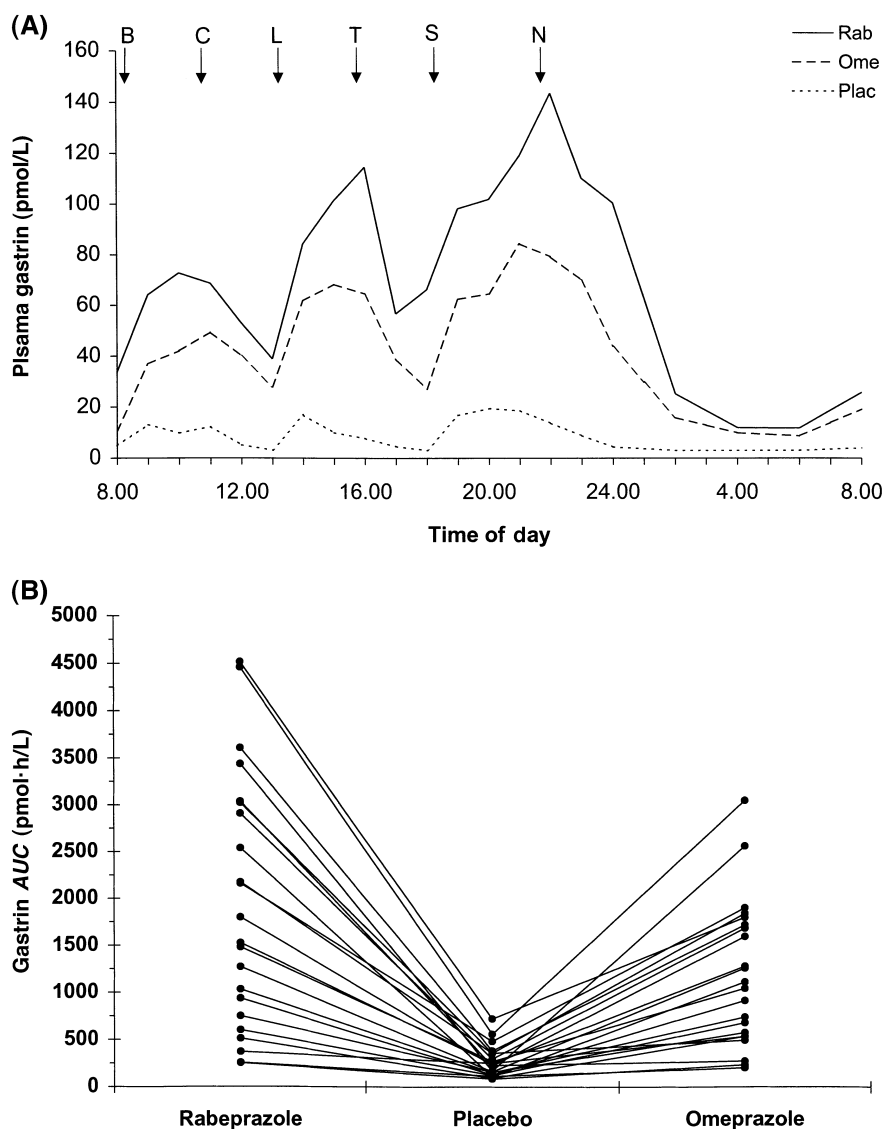 (A)
B C L T S N
Rab
Ome
Plac
Plsama gastrin (pmol/L)
160
140
120
100
80
60
40
20
0
8.00 12.00 16.00 20.00 24.00 4.00 8.00
Time of day
(B)
Gastrin AUC (pmol·h/L)
5000
4500
4000
3500
3000
2500
2000
1500
1000
500
0
Rabeprazole Placebo Omeprazole